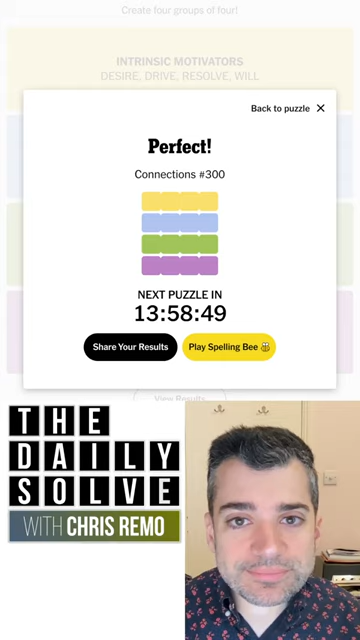 Create four groups of four!
INTRINSIC MOTIVATORS
DESIRE, DRIVE, RESOLVE, WILL
Back to puzzle
Perfect!
Connections #300
NEXT PUZZLE IN
13:58:49
Share Your Results
Play Spelling Bee
View Results
THE
DAILY
SOLVE
WITH CHRIS REMO